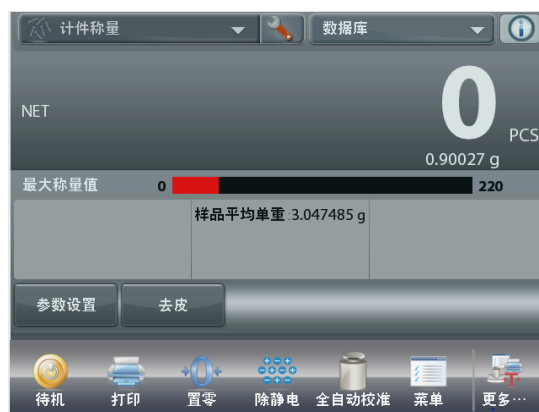 计件称量
数据库
NET
0
PCS
0.90027 g
最大称量值
0
220
样品平均单重:3.047485 g
参数设置
去皮
0
待机
打印
置零
除静电
全自动校准
菜单
更多…